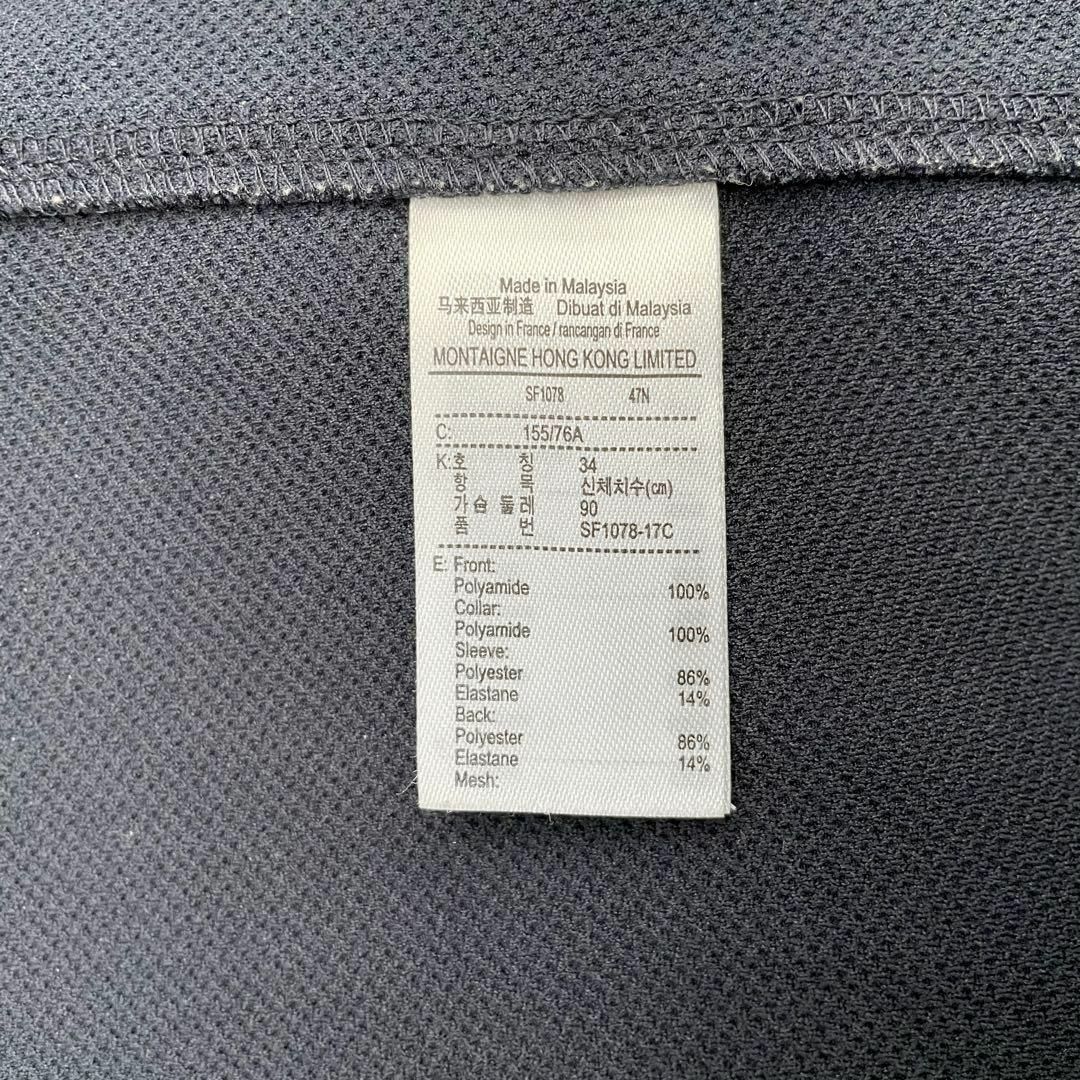 Made in Malaysia
马来西亚制造 Dibuat di Malaysia
Design in France / rancangan di France
MONTAIGNE HONG KONG LIMITED
SF1078 47N
C: 155/76A
K: 호 칭 34
항 목 신체치수(㎝)
가슴 둘레 90
품 번 SF1078-17C
E: Front:
Polyamide 100%
Collar:
Polyamide 100%
Sleeve:
Polyester 86%
Elastane 14%
Back:
Polyester 86%
Elastane 14%
Mesh: